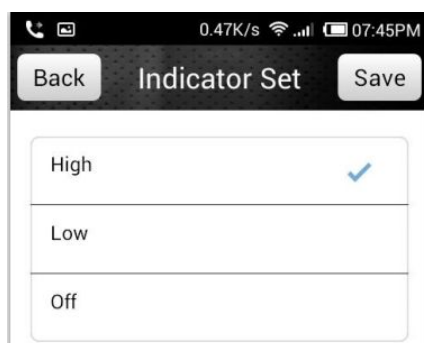 0.47K/s 07:45PM
Back Indicator Set Save
High
Low
Off